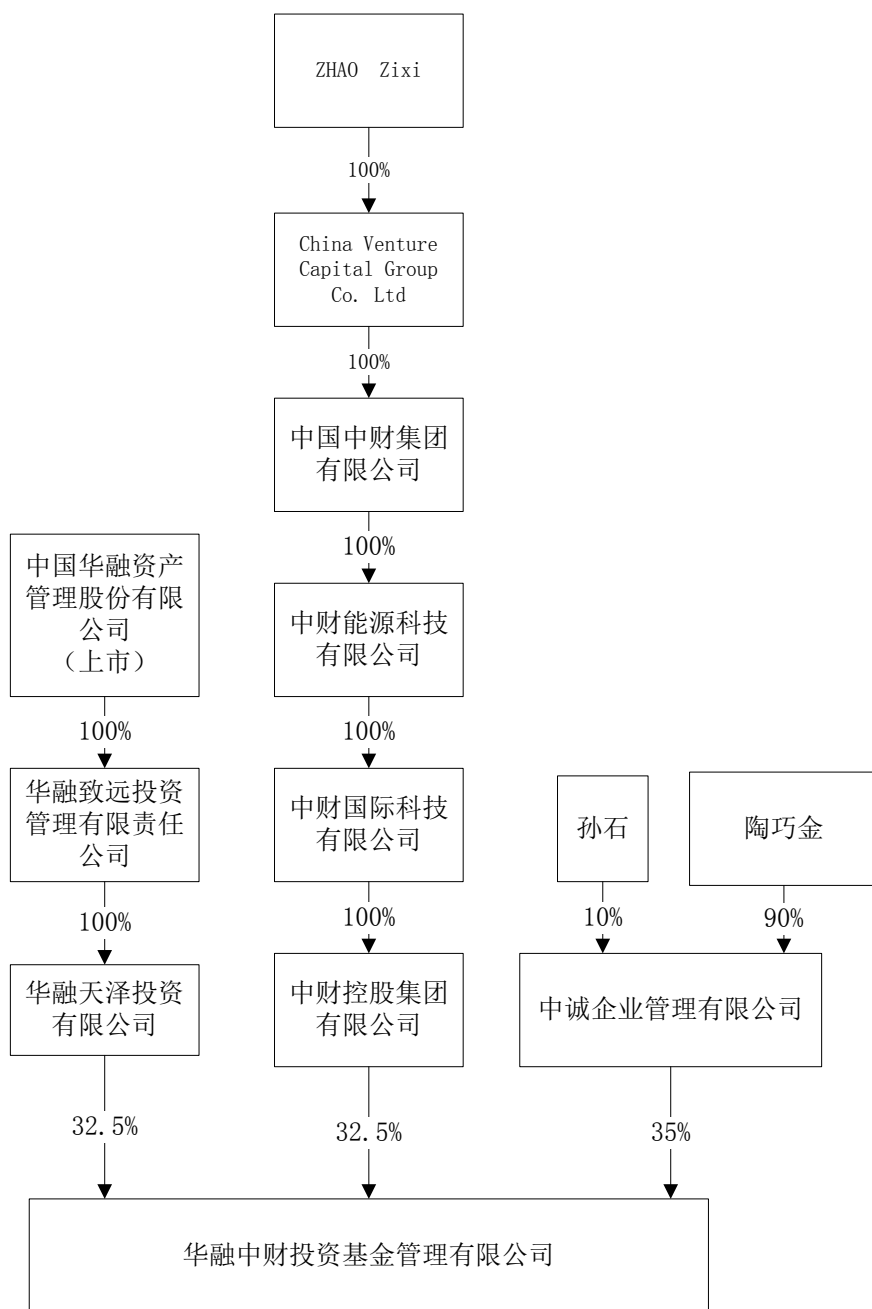 ZHAO Zixi
100%
China Venture
Capital Group
Co. Ltd
100%
中国中财集团
有限公司
100%
中国华融资产
管理股份有限
公司
（上市）
中财能源科技
有限公司
100%
100%
华融致远投资
管理有限责任
公司
中财国际科技
有限公司
孙石
陶巧金
100%
100%
10%
90%
华融天泽投资
有限公司
中财控股集团
有限公司
中诚企业管理有限公司
32.5%
32.5%
35%
华融中财投资基金管理有限公司